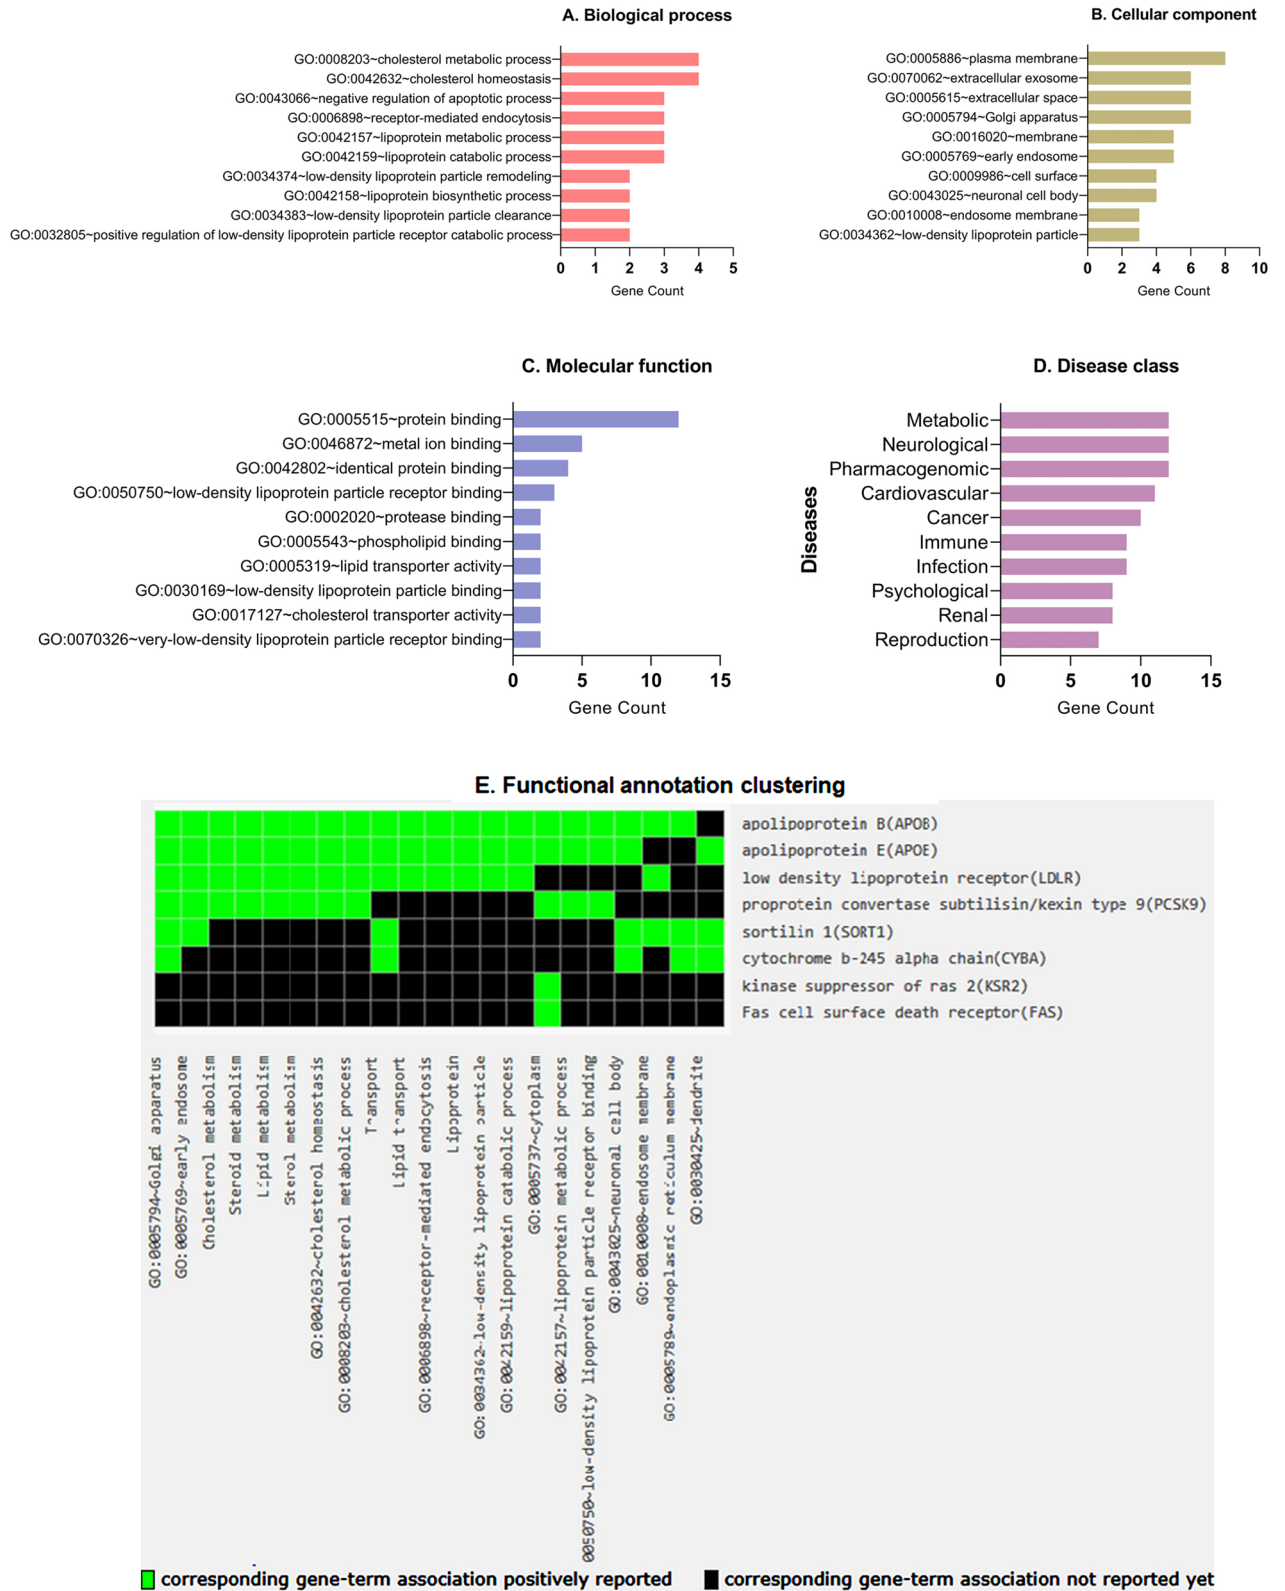 A. Biological process
GO:0008203~cholesterol metabolic process
GO:0042632~cholesterol homeostasis
GO:0043066~negative regulation of apoptotic process
GO:0006898~receptor-mediated endocytosis
GO:0042157~lipoprotein metabolic process
GO:0042159~lipoprotein catabolic process
GO:0034374~low-density lipoprotein particle remodeling
GO:0042158~lipoprotein biosynthetic process
GO:0034383~low-density lipoprotein particle clearance
GO:0032805~positive regulation of low-density lipoprotein particle receptor catabolic process
0 1 2 3 4 5
Gene Count
B. Cellular component
GO:0005886~plasma membrane
GO:0070062~extracellular exosome
GO:0005615~extracellular space
GO:0005794~Golgi apparatus
GO:0016020~membrane
GO:0005769~early endosome
GO:0009986~cell surface
GO:0043025~neuronal cell body
GO:0010008~endosome membrane
GO:0034362~low-density lipoprotein particle
0 2 4 6 8 10
Gene Count
C. Molecular function
GO:0005515~protein binding
GO:0046872~metal ion binding
GO:0042802~identical protein binding
GO:0050750~low-density lipoprotein particle receptor binding
GO:0002020~protease binding
GO:0005543~phospholipid binding
GO:0005319~lipid transporter activity
GO:0030169~low-density lipoprotein particle binding
GO:0017127~cholesterol transporter activity
GO:0070326~very-low-density lipoprotein particle receptor binding
0 5 10 15
Gene Count
D. Disease class
Diseases
Metabolic
Neurological
Pharmacogenomic
Cardiovascular
Cancer
Immune
Infection
Psychological
Renal
Reproduction
0 5 10 15
Gene Count
E. Functional annotation clustering
apolipoprotein B(APOB)
apolipoprotein E(APOE)
low density lipoprotein receptor(LDLR)
proprotein convertase subtilisin/kexin type 9(PCSK9)
sortilin 1(SORT1)
cytochrome b-245 alpha chain(CYBA)
kinase suppressor of ras 2(KSR2)
Fas cell surface death receptor(FAS)
GO:0005794~Golgi apparatus
GO:0005769~early endosome
Cholesterol metabolism
Steroid metabolism
Lipid metabolism
Sterol metabolism
GO:0042632~cholesterol homeostasis
GO:0008203~cholesterol metabolic process
Transport
Lipid transport
GO:0006898~receptor-mediated endocytosis
Lipoprotein
GO:0034362~low-density lipoprotein particle
GO:0042159~lipoprotein catabolic process
GO:0005737~cytoplasm
GO:0042157~lipoprotein metabolic process
0050750~low-density lipoprotein particle receptor binding
GO:0043025~neuronal cell body
GO:0010008~endosome membrane
GO:0005789~endoplasmic reticulum membrane
GO:0030425~dendrite
corresponding gene-term association positively reported
corresponding gene-term association not reported yet